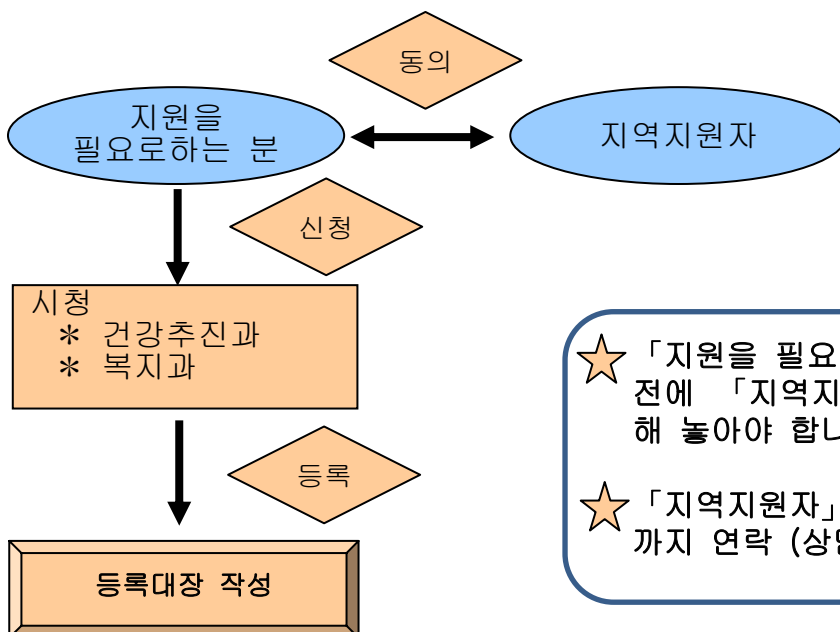 동의
지원을
필요로하는 분
지역지원자
신청
시청
* 건강추진과
* 복지과
「지원을 필요
전에 「지역지
해 놓아야 합니
등록
「지역지원자」
까지 연락 (상
등록대장 작성